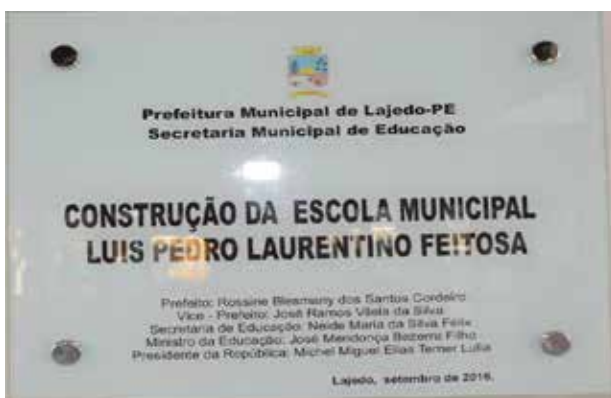 Prefeitura Municipal de Lajedo-PE
Secretaria Municipal de Educação
CONSTRUÇÃO DA ESCOLA MUNICIPAL
LUIS PEDRO LAURENTINO FEITOSA
Prefeito: Rossine Blesmany dos Santos Cordeiro
Vice - Prefeito: José Ramos Vilela da Silva
Secretaria de Educação: Neide Maria da Silva Felix
Ministro da Educação: José Mendonça Bezerra Filho
Presidente da República: Michel Miguel Elias Temer Lulia
Lajedo, setembro de 2016.